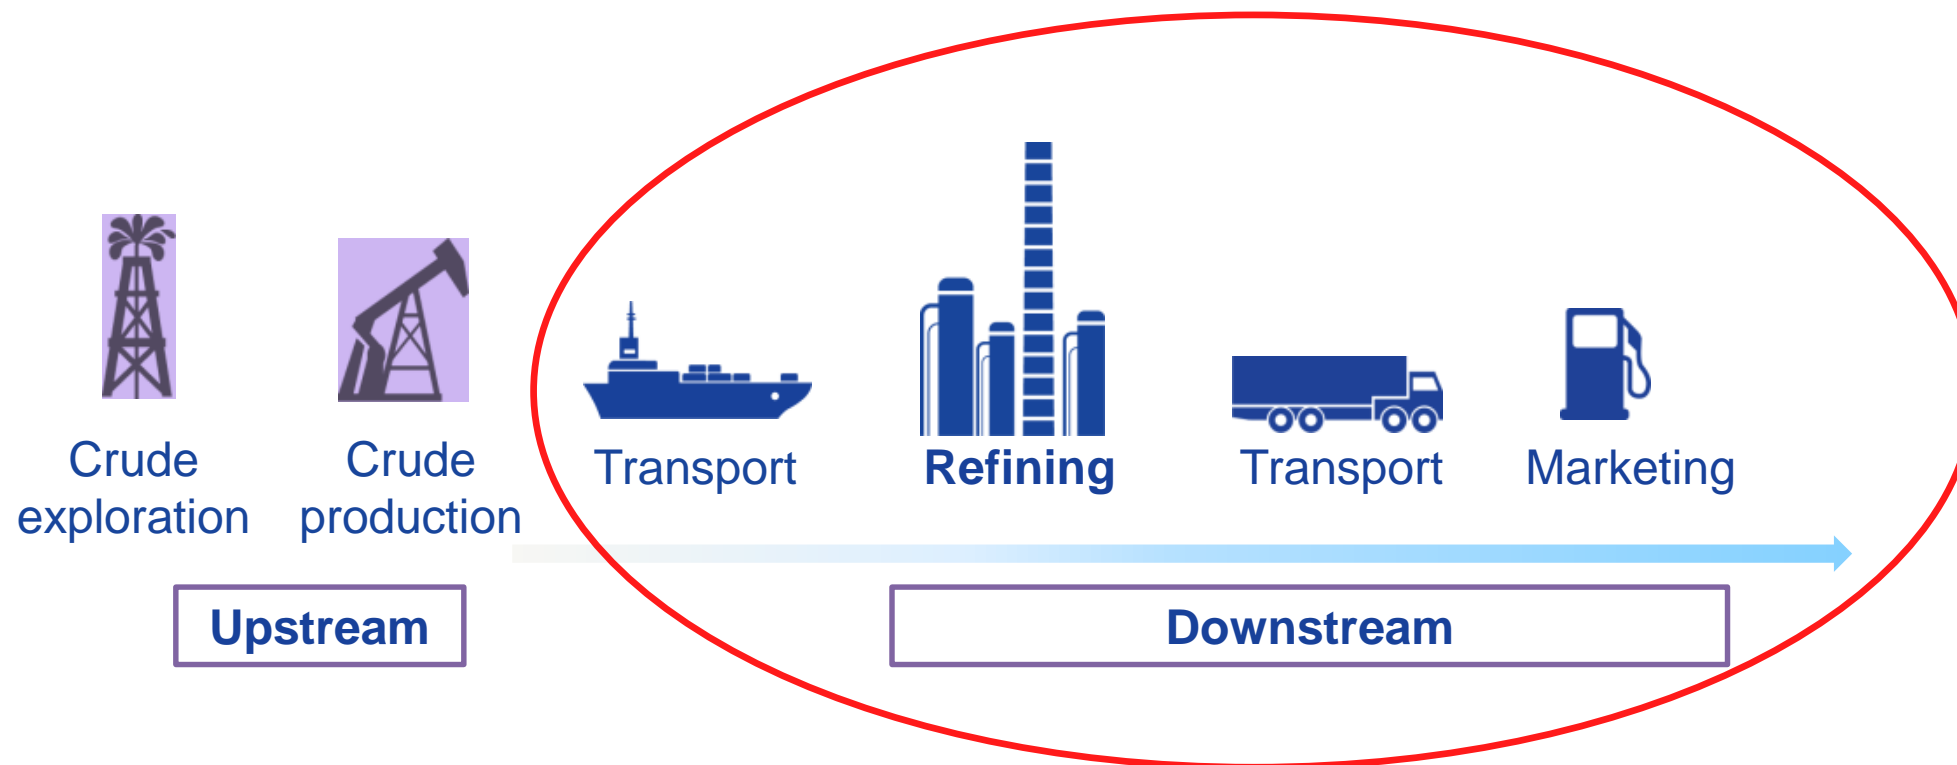 Crude
exploration
Crude
production
Transport
Refining
Transport
Marketing
Upstream
Downstream